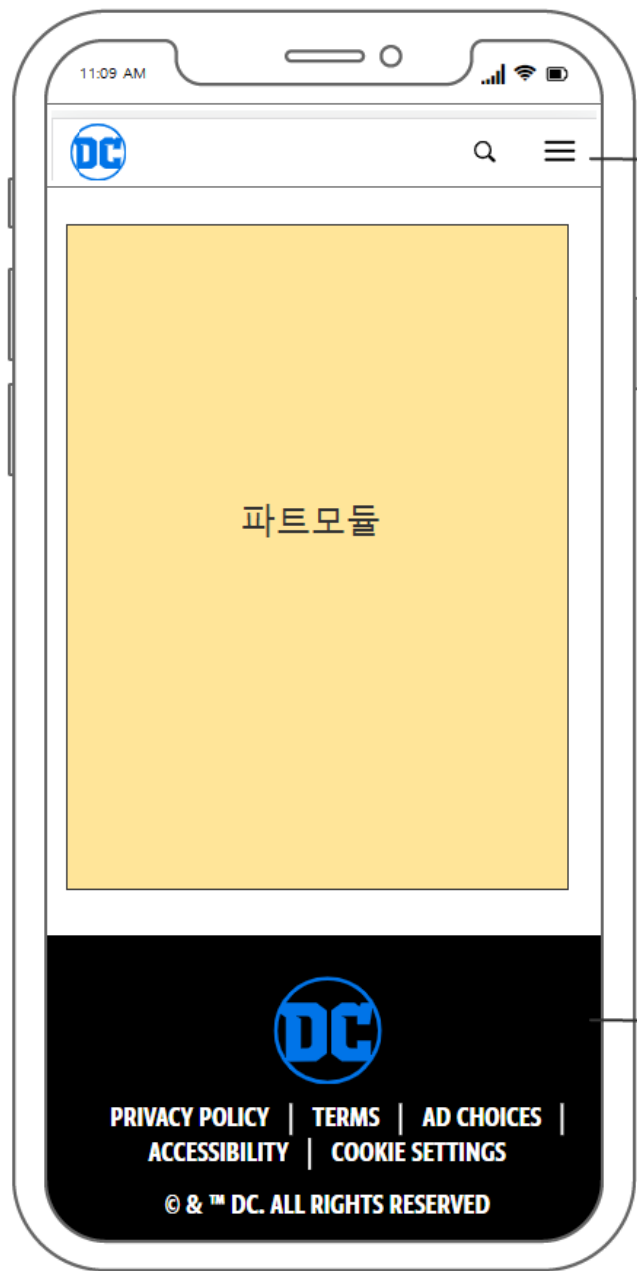 11:09 AM
DC
파트모듈
DC
PRIVACY POLICY | TERMS | AD CHOICES |
ACCESSIBILITY | COOKIE SETTINGS
© & ™ DC. ALL RIGHTS RESERVED